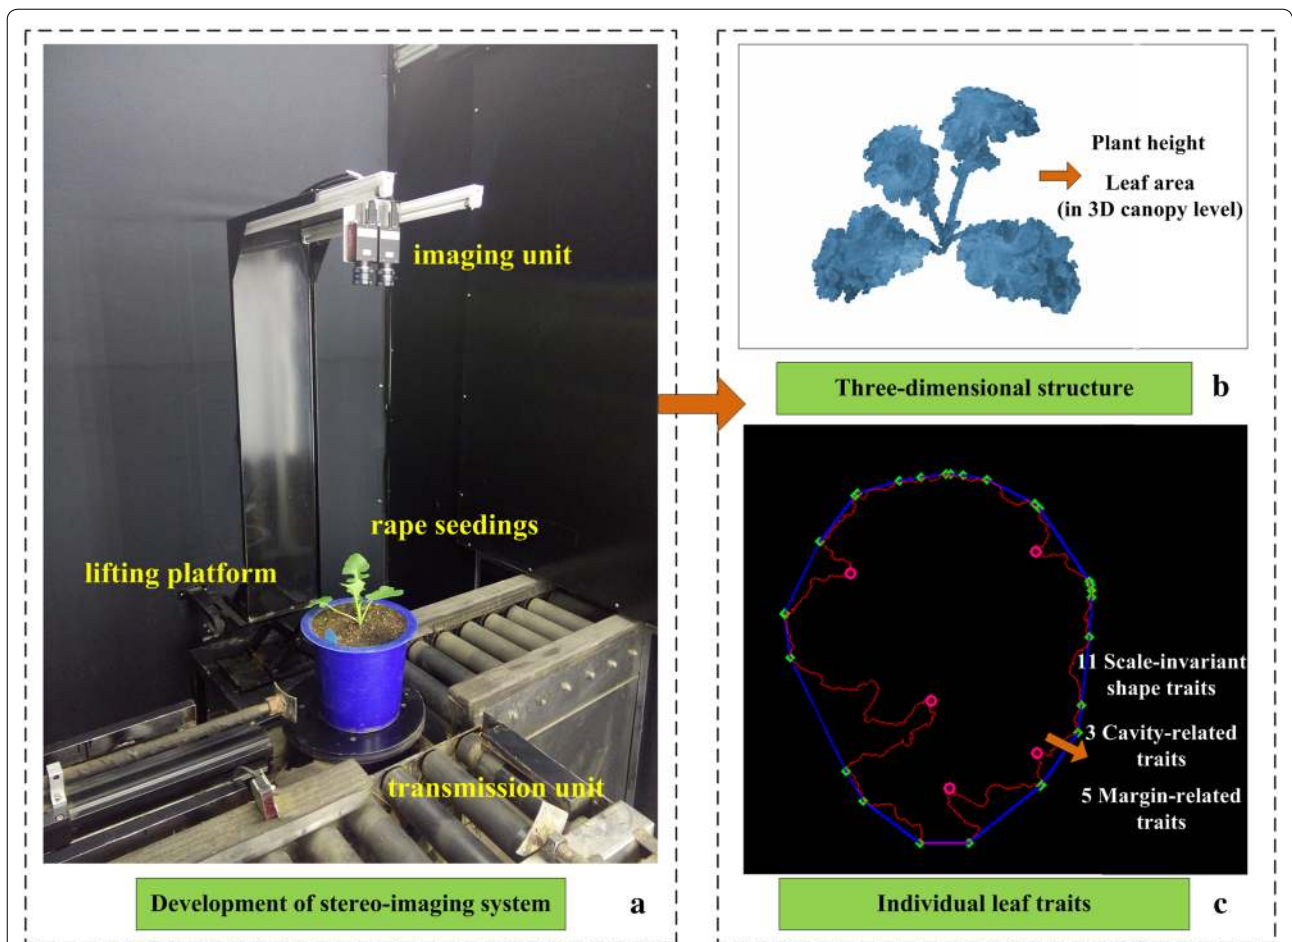 imaging unit
rape seedings
lifting platform
transmission unit
Development of stereo-imaging system
a
Plant height
Leaf area
(in 3D canopy level)
Three-dimensional structure
b
11 Scale-invariant
shape traits
3 Cavity-related
traits
5 Margin-related
traits
Individual leaf traits
c